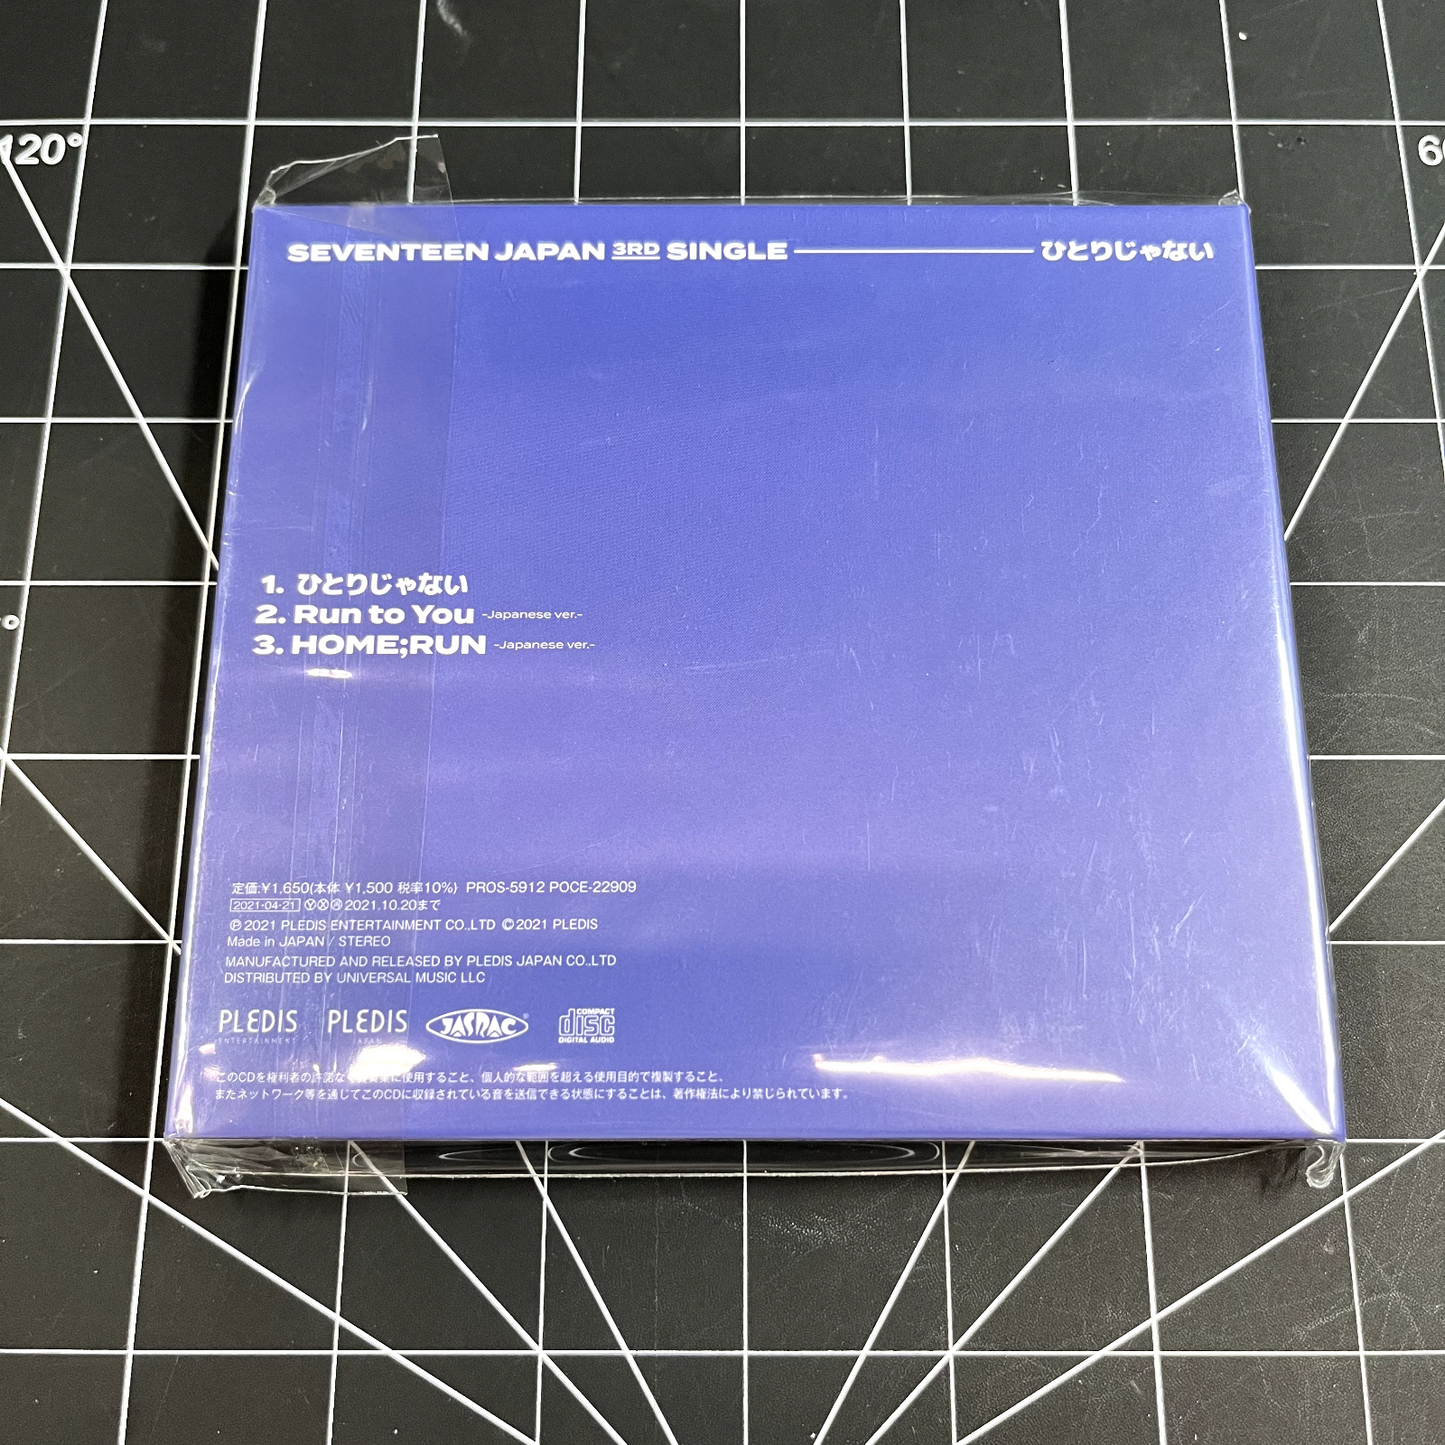 120°
60
SEVENTEEN JAPAN 3RD SINGLE ひとりじゃない
1. ひとりじゃない
2. Run to You -Japanese ver.-
3. HOME;RUN -Japanese ver.-
定価:¥1,650(本体 ¥1,500 税率10%) PROS-5912 POCE-22909
2021-04-21 Ⓨ Ⓧ 2021.10.20まで
Ⓟ2021 PLEDIS ENTERTAINMENT CO.,LTD ©2021 PLEDIS
Made in JAPAN / STEREO
MANUFACTURED AND RELEASED BY PLEDIS JAPAN CO.,LTD
DISTRIBUTED BY UNIVERSAL MUSIC LLC
PLEDIS ENTERTAINMENT PLEDIS JAPAN JASRAC COMPACT disc DIGITAL AUDIO
このCDを権利者の許諾なく使用すること、個人的な範囲を超える使用目的で複製すること、
またネットワーク等を通じてこのCDに収録されている音を送信できる状態にすることは、著作権法により禁じられています。